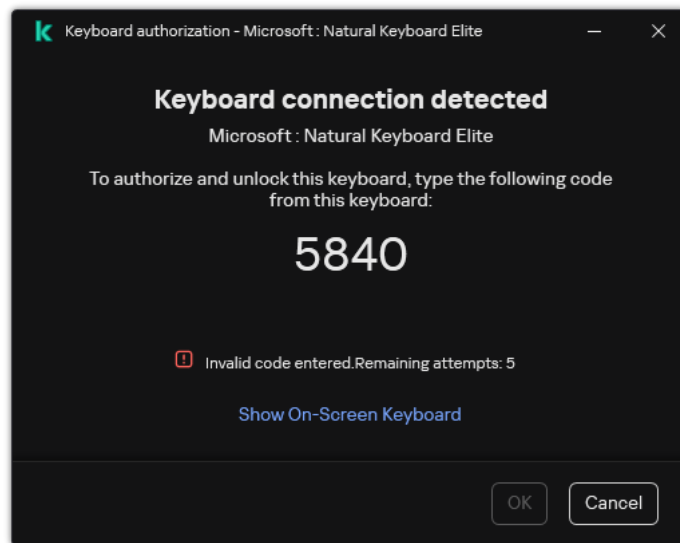 Keyboard authorization - Microsoft : Natural Keyboard Elite
Keyboard connection detected
Microsoft : Natural Keyboard Elite
To authorize and unlock this keyboard, type the following code
from this keyboard:
5840
Invalid code entered.Remaining attempts: 5
Show On-Screen Keyboard
OK
Cancel